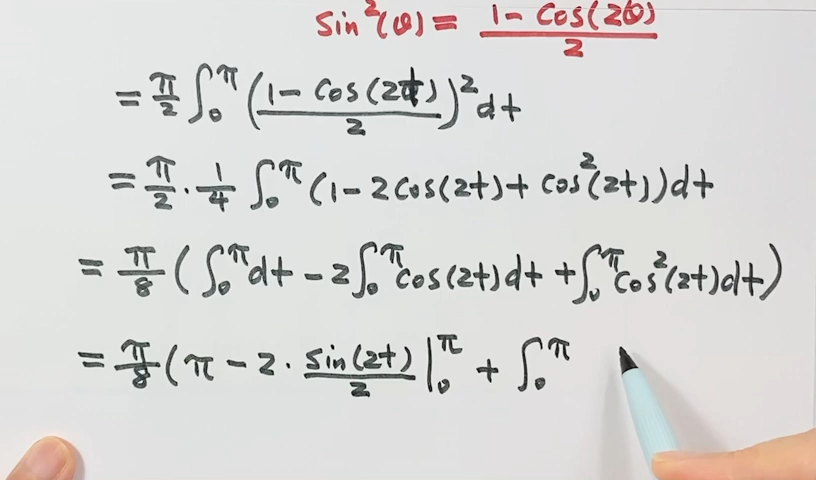 sin²(θ) = (1 - cos(2θ))/2
= π/2 ∫₀^π ((1 - cos(2t))/2)² dt
= π/2 · 1/4 ∫₀^π (1 - 2cos(2t) + cos²(2t)) dt
= π/8 (∫₀^π dt - 2∫₀^π cos(2t) dt + ∫₀^π cos²(2t) dt)
= π/8 (π - 2 · sin(2t)/2 |₀^π + ∫₀^π